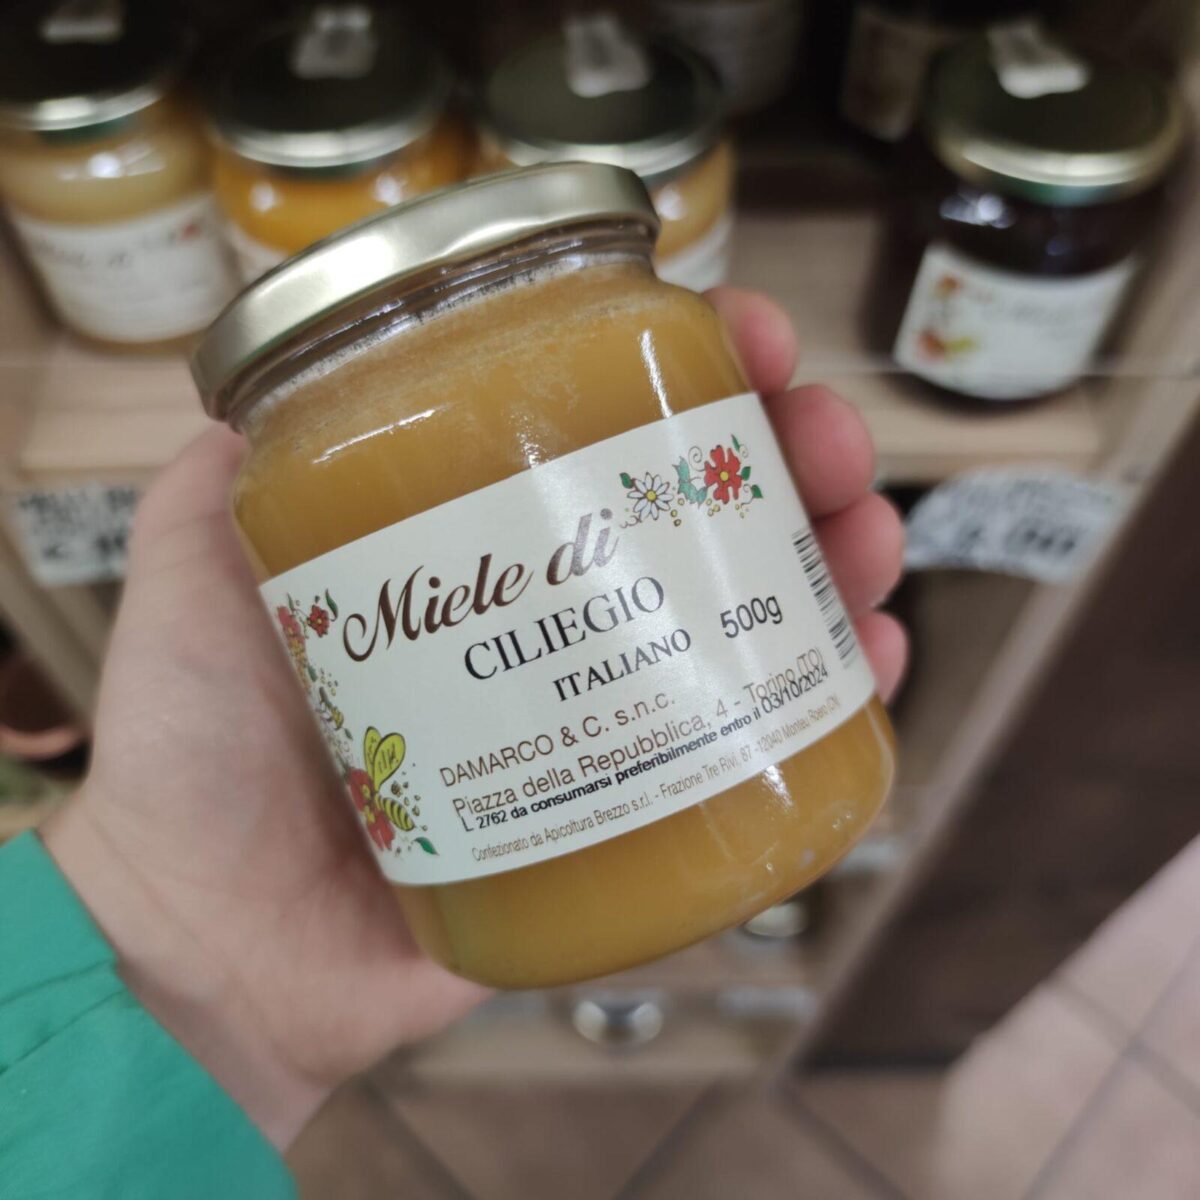 Miele di
CILIEGIO
ITALIANO
500g
DAMARCO & C. s.n.c.
Piazza della Repubblica, 4 - Torino (TO)
L 2762 da consumarsi preferibilmente entro il 03/10/2024
Confezionato da Apicoltura Brezzo s.r.l. - Frazione Tre Rivi, 87 - 12040 Monteu Roero (CN)